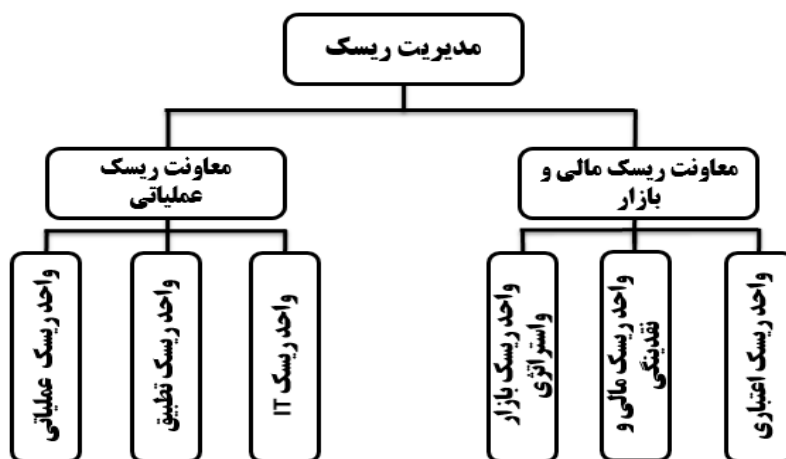 مدیریت ریسک
معاونت ریسک مالی و
بازار
معاونت ریسک
عملیاتی
واحد ریسک اعتباری
واحد ریسک مالی و
نقدینگی
واحد ریسک بازار
واستراتژی
واحد ریسک IT
واحد ریسک تطبیق
واحد ریسک عملیاتی